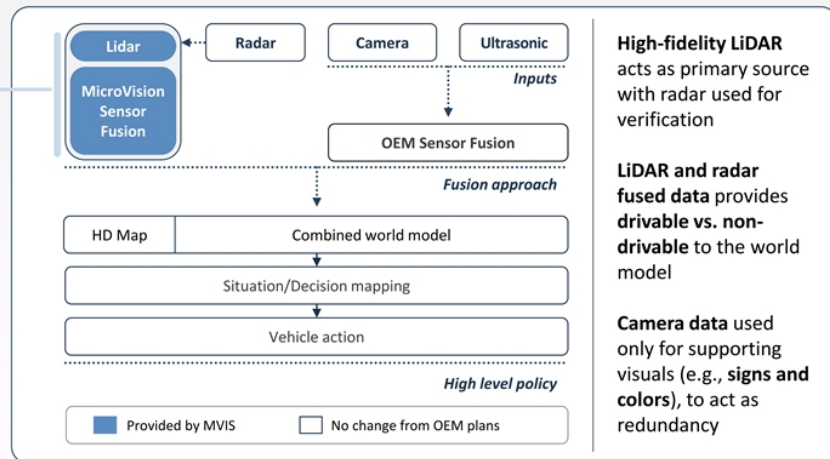 Lidar
Radar
Camera
Ultrasonic
MicroVision
Sensor
Fusion
Inputs
OEM Sensor Fusion
Fusion approach
HD Map
Combined world model
Situation/Decision mapping
Vehicle action
High level policy
Provided by MVIS
No change from OEM plans
High-fidelity LiDAR
acts as primary source
with radar used for
verification
LiDAR and radar
fused data provides
drivable vs. non-
drivable to the world
model
Camera data used
only for supporting
visuals (e.g., signs and
colors), to act as
redundancy